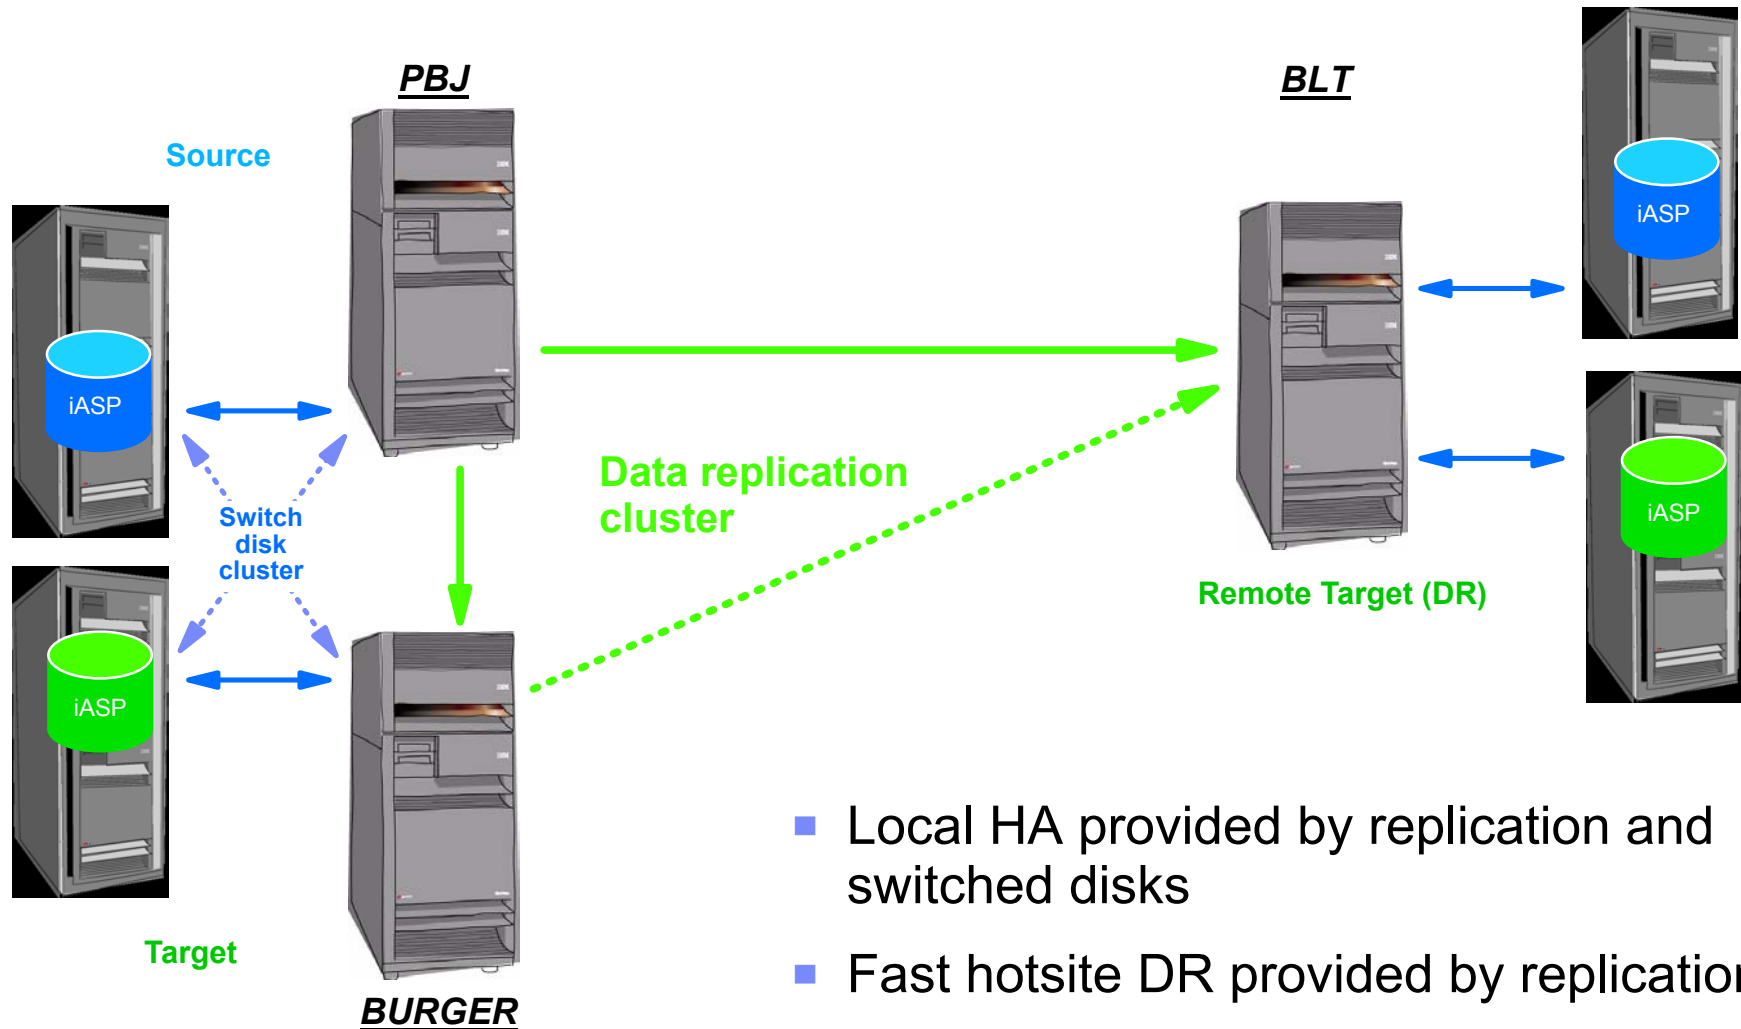 PBJ
BLT
Source
iASP
iASP
iASP
iASP
Switch
disk
cluster
Data replication
cluster
Remote Target (DR)
Target
BURGER
Local HA provided by replication and
switched disks
Fast hotsite DR provided by replication